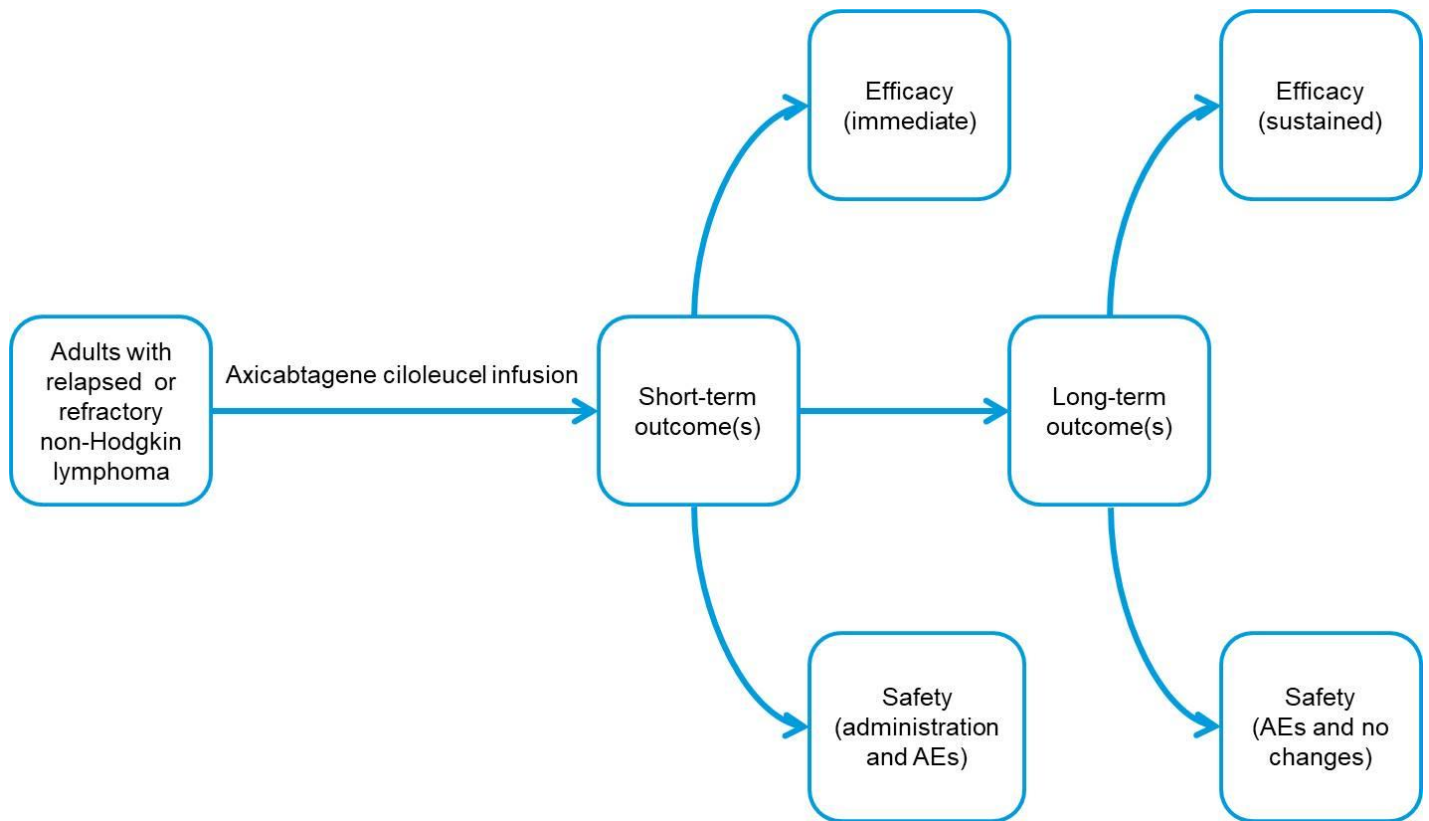 Adults with
relapsed or
refractory
non-Hodgkin
lymphoma
Axicabtagene ciloleucel infusion
Short-term
outcome(s)
Efficacy
(immediate)
Safety
(administration
and AEs)
Long-term
outcome(s)
Efficacy
(sustained)
Safety
(AEs and no
changes)